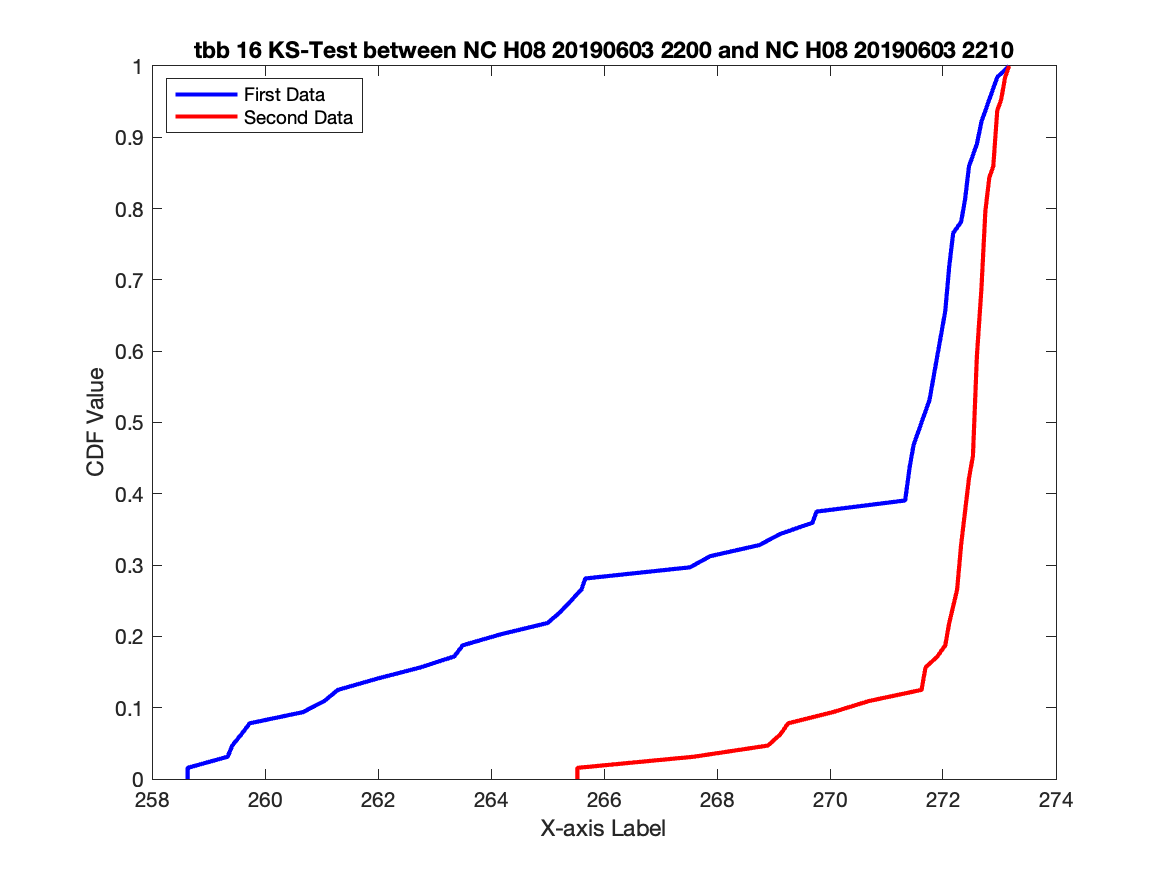 tbb 16 KS-Test between NC H08 20190603 2200 and NC H08 20190603 2210
First Data
Second Data
1
0.9
0.8
0.7
0.6
0.5
0.4
0.3
0.2
0.1
0
CDF Value
258 260 262 264 266 268 270 272 274
X-axis Label